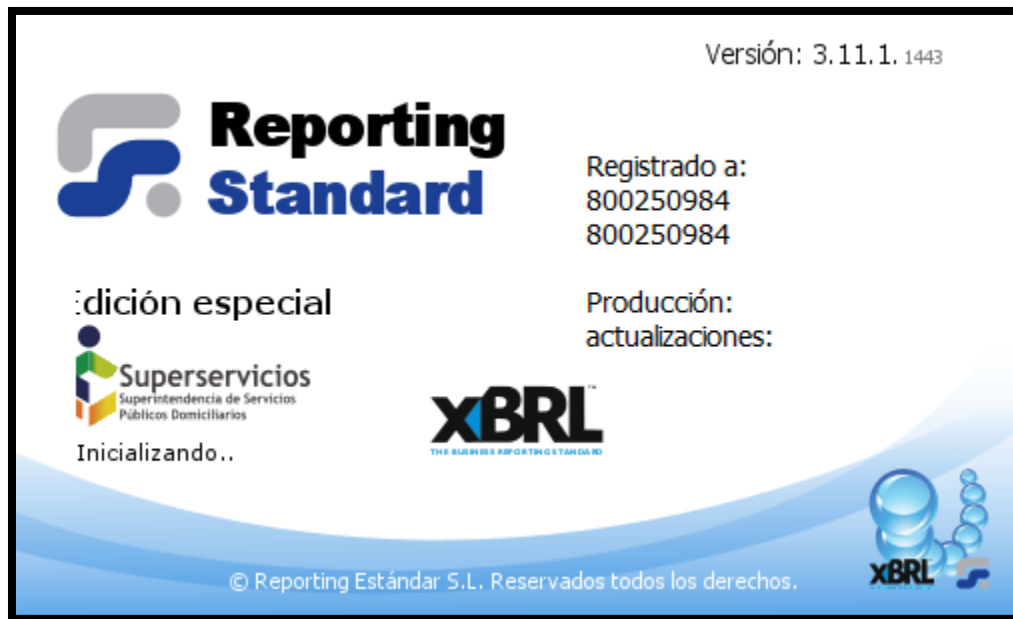 Versión: 3.11.1. 1443
Reporting
Standard
Registrado a:
800250984
800250984
dición especial
Producción:
actualizaciones:
Superservicios
Superintendencia de Servicios
Públicos Domiciliarios
Inicializando..
xBRL™
THE BUSINESS REPORTING STANDARD
© Reporting Estándar S.L. Reservados todos los derechos.
xBRL